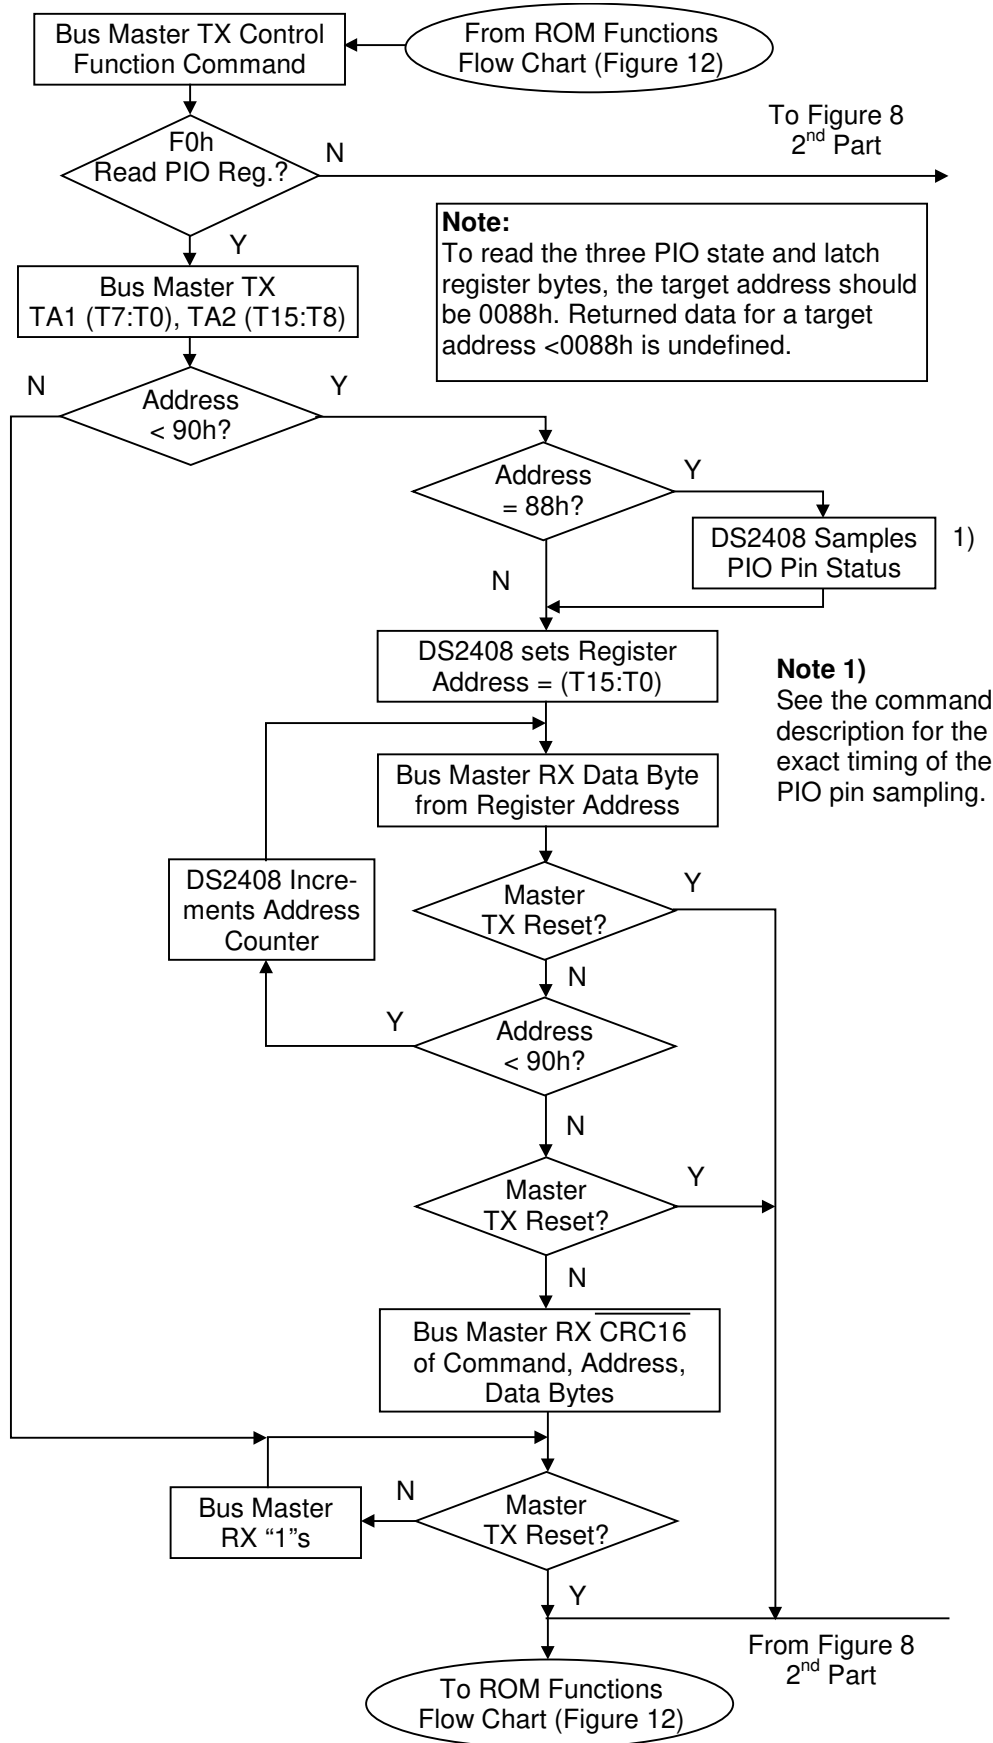 Bus Master TX Control
Function Command
From ROM Functions
Flow Chart (Figure 12)
To Figure 8
2nd Part
F0h
Read PIO Reg.?
N
Y
Note:
To read the three PIO state and latch
register bytes, the target address should
be 0088h. Returned data for a target
address <0088h is undefined.
Bus Master TX
TA1 (T7:T0), TA2 (T15:T8)
N
Y
Address
< 90h?
Address
= 88h?
Y
N
DS2408 Samples
PIO Pin Status
1)
DS2408 sets Register
Address = (T15:T0)
Note 1)
See the command
description for the
exact timing of the
PIO pin sampling.
Bus Master RX Data Byte
from Register Address
DS2408 Incre-
ments Address
Counter
Master
TX Reset?
Y
N
Y
Address
< 90h?
N
Master
TX Reset?
Y
N
Bus Master RX CRC16
of Command, Address,
Data Bytes
Bus Master
RX “1”s
N
Master
TX Reset?
Y
From Figure 8
2nd Part
To ROM Functions
Flow Chart (Figure 12)